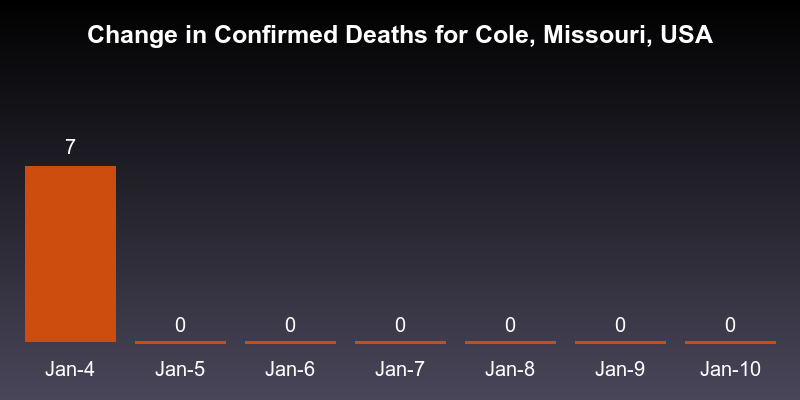 Change in Confirmed Deaths for Cole, Missouri, USA
7
0 0 0 0 0 0
Jan-4 Jan-5 Jan-6 Jan-7 Jan-8 Jan-9 Jan-10